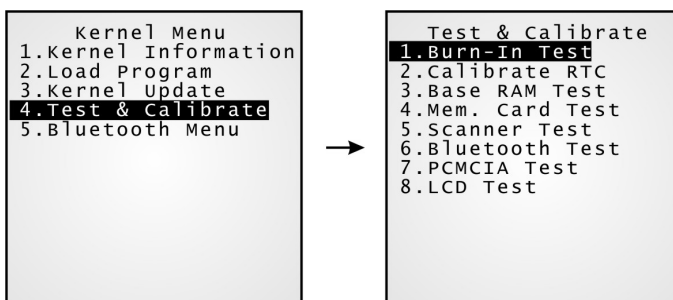 Kernel Menu
1.Kernel Information
2.Load Program
3.Kernel Update
4.Test & Calibrate
5.Bluetooth Menu
Test & Calibrate
1.Burn-In Test
2.Calibrate RTC
3.Base RAM Test
4.Mem. Card Test
5.Scanner Test
6.Bluetooth Test
7.PCMCIA Test
8.LCD Test